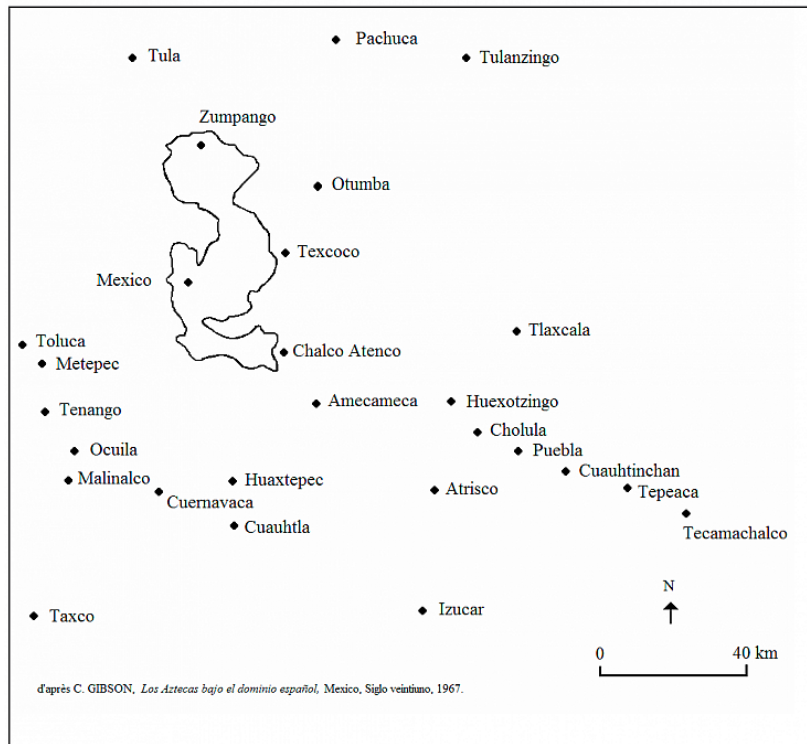 Pachuca
Tula
Tulanzingo
Zumpango
Otumba
Texcoco
Mexico
Tlaxcala
Toluca
Chalco Atenco
Metepec
Amecameca
Huexotzingo
Tenango
Cholula
Ocuila
Puebla
Cuauhtinchan
Malinalco
Huaxtepec
Atrisco
Tepeaca
Cuernavaca
Cuauhtla
Tecamachalco
N
Taxco
Izucar
0 40 km
d'après C. GIBSON, Los Aztecas bajo el dominio español, Mexico, Siglo veintiuno, 1967.